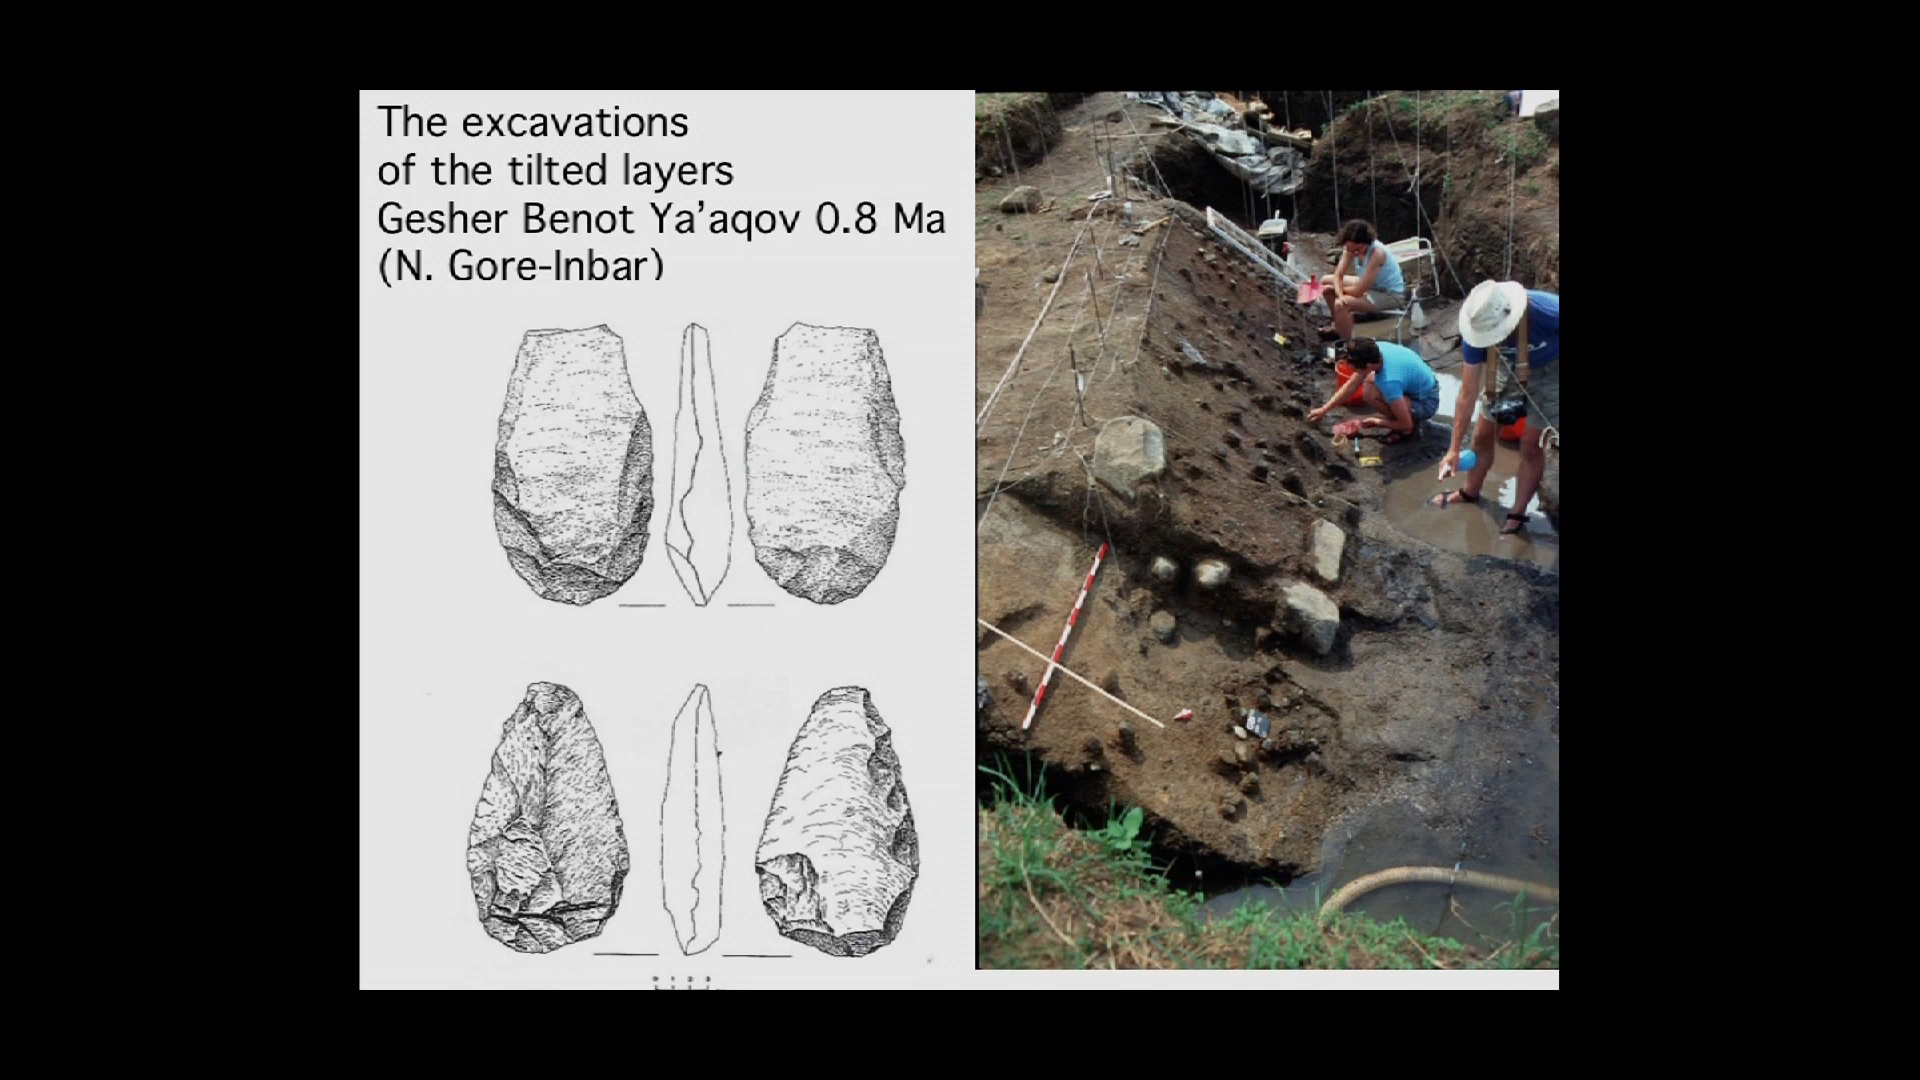 The excavations
of the tilted layers
Gesher Benot Ya’aqov 0.8 Ma
(N. Gore-Inbar)